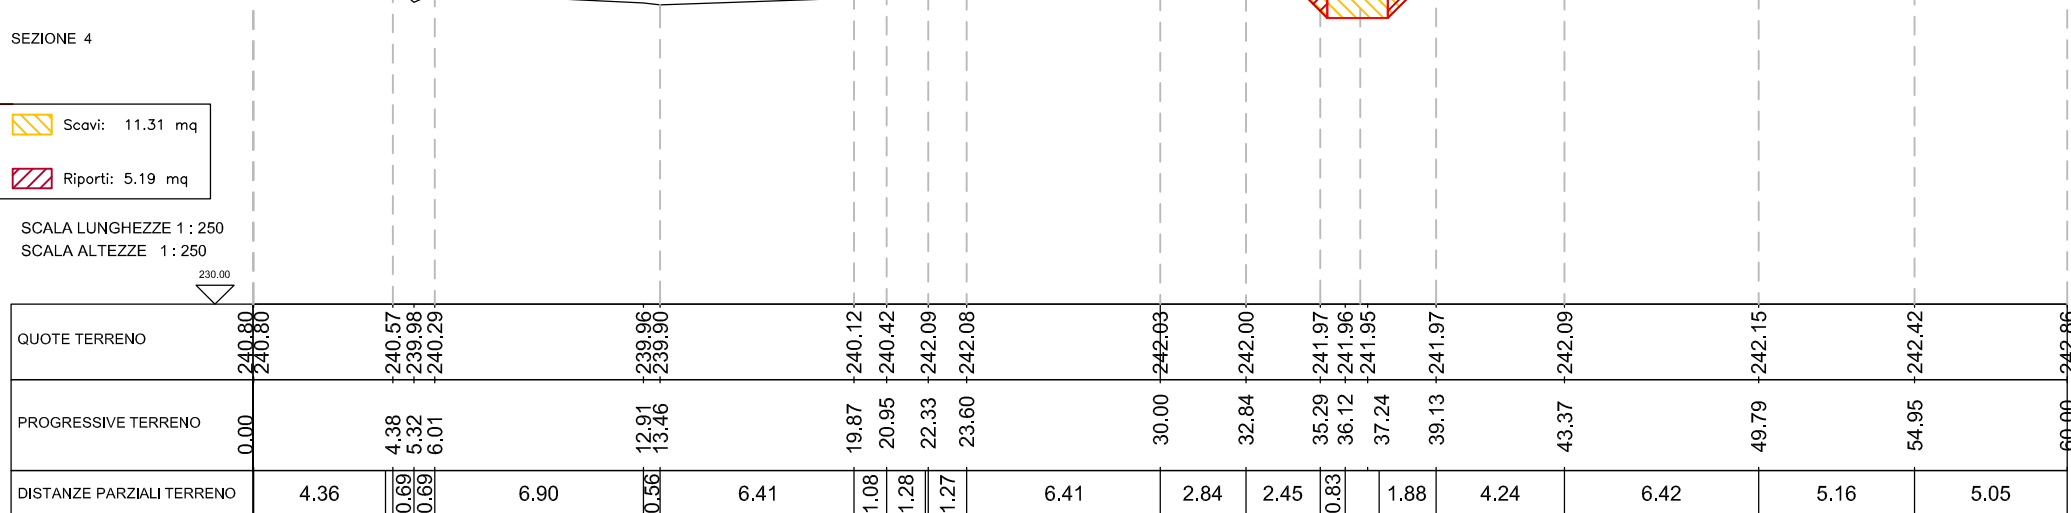 SEZIONE 4
Scavi: 11.31 mq
Riporti: 5.19 mq
SCALA LUNGHEZZE 1 : 250
SCALA ALTEZZE 1 : 250
230.00
QUOTE TERRENO 240.80 240.80 240.57 239.98 240.29 239.96 239.90 240.12 240.42 242.09 242.08 242.03 242.00 241.97 241.96 241.95 241.97 242.09 242.15 242.42 242.86
PROGRESSIVE TERRENO 0.00 4.38 5.32 6.01 12.91 13.46 19.87 20.95 22.33 23.60 30.00 32.84 35.29 36.12 37.24 39.13 43.37 49.79 54.95 60.00
DISTANZE PARZIALI TERRENO 4.36 0.69 0.69 6.90 0.56 6.41 1.08 1.28 1.27 6.41 2.84 2.45 0.83 1.88 4.24 6.42 5.16 5.05